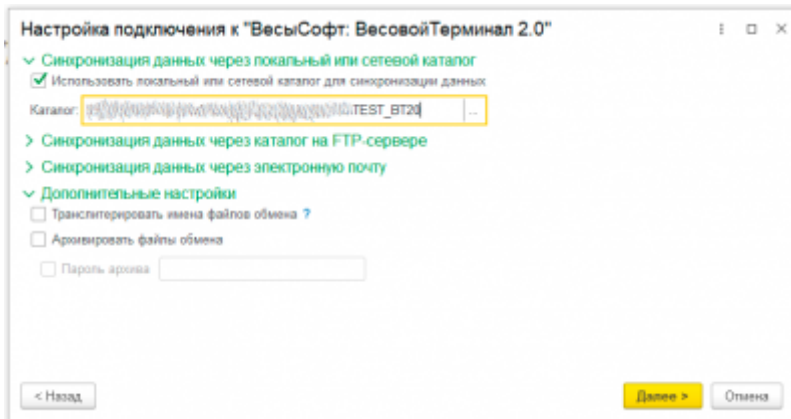 Настройка подключения к "ВесыСофт: ВесовойТерминал 2.0"
Синхронизация данных через локальный или сетевой каталог
Использовать локальный или сетевой каталог для синхронизации данных
Каталог: TEST_BT20 ...
Синхронизация данных через каталог на FTP-сервере
Синхронизация данных через электронную почту
Дополнительные настройки
Транслитерировать имена файлов обмена ?
Архивировать файлы обмена
Пароль архива
< Назад Далее > Отмена